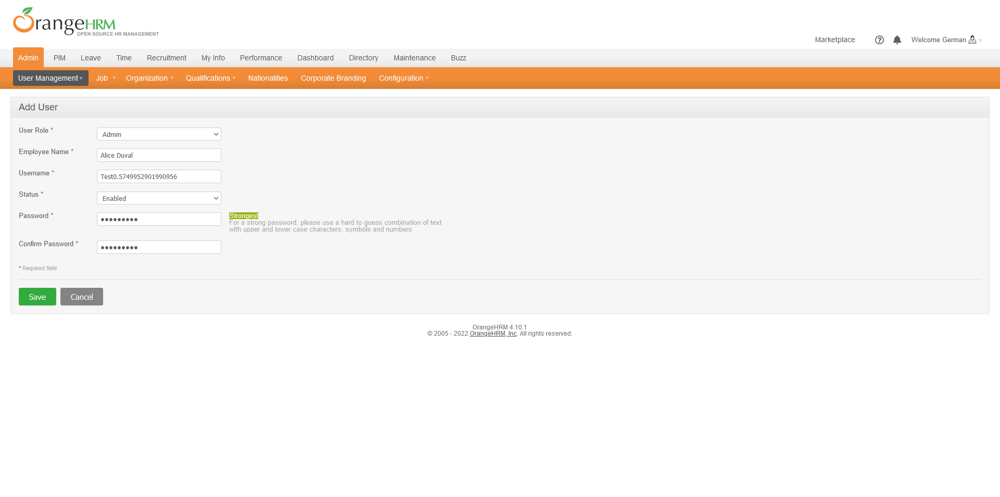 OrangeHRM
OPEN SOURCE HR MANAGEMENT
Marketplace
Welcome German
Admin PIM Leave Time Recruitment My Info Performance Dashboard Directory Maintenance Buzz
User Management Job Organization Qualifications Nationalities Corporate Branding Configuration
Add User
User Role * Admin
Employee Name * Alice Duval
Username * Test0.5749952901990956
Status * Enabled
Password * ●●●●●●●●● Strongest
For a strong password, please use a hard to guess combination of text
with upper and lower case characters, symbols and numbers
Confirm Password * ●●●●●●●●●
* Required field
Save Cancel
OrangeHRM 4.10.1
© 2005 - 2022 OrangeHRM, Inc. All rights reserved.